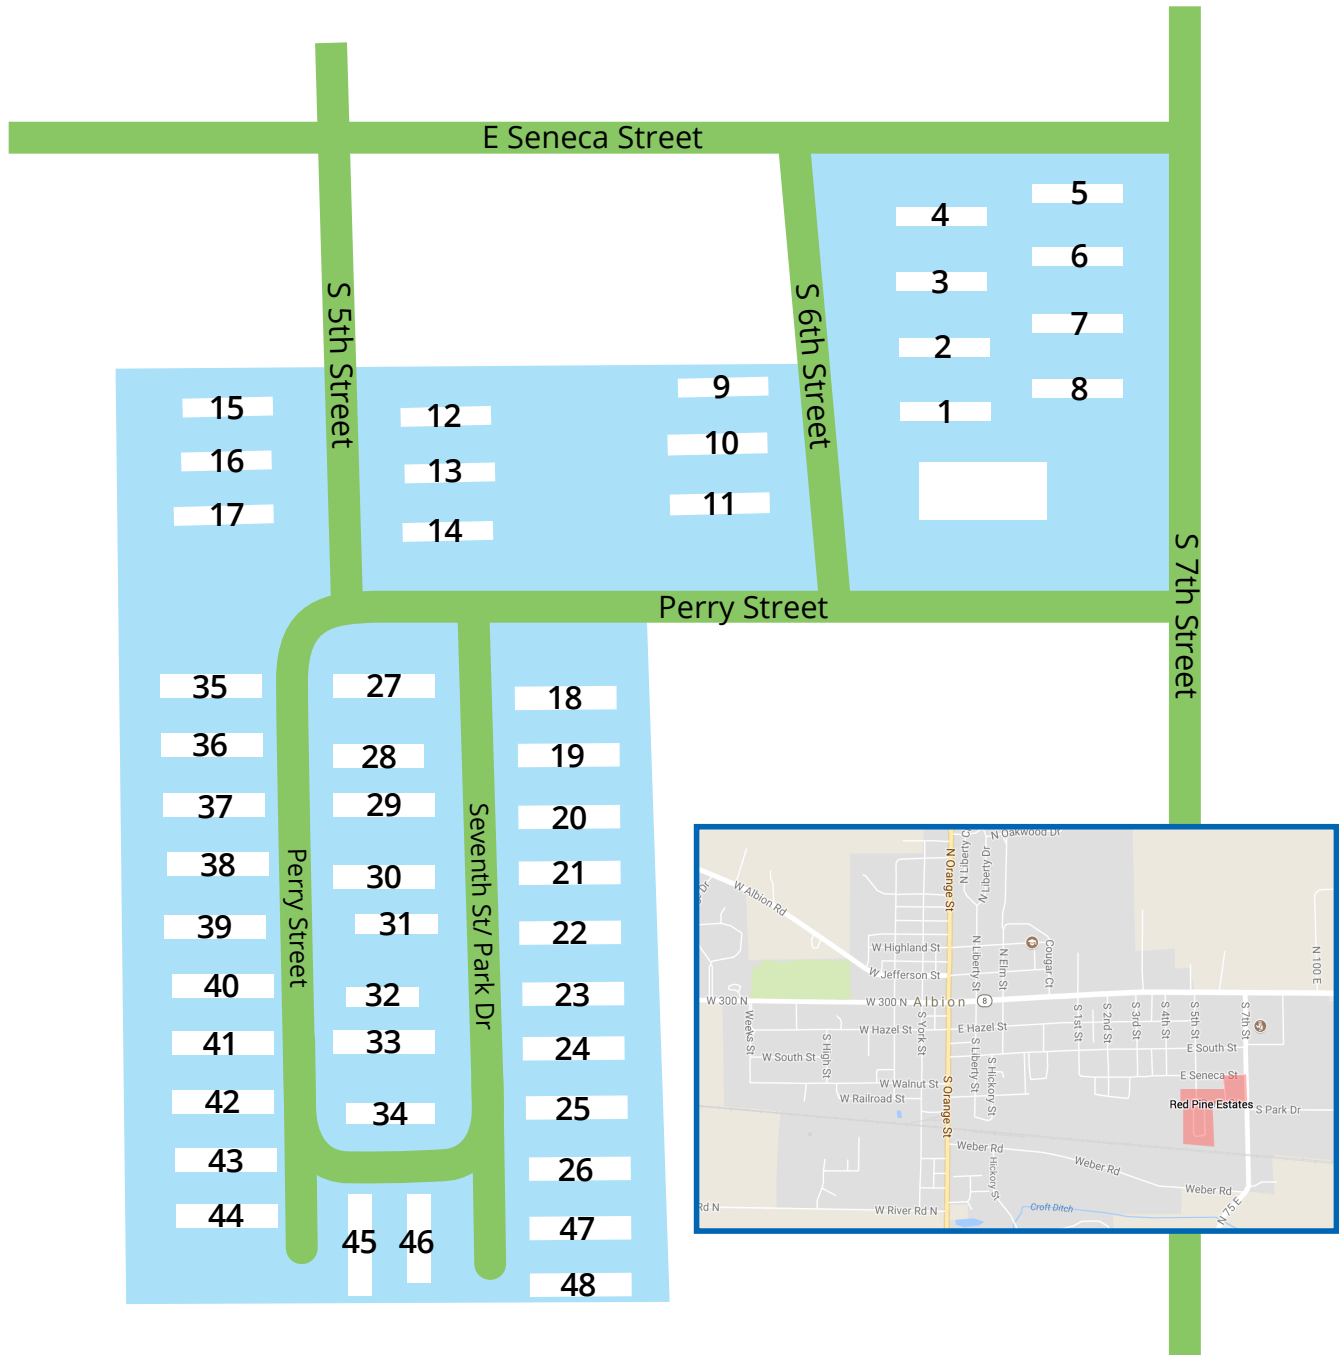 E Seneca Street
S 5th Street
S 6th Street
S 7th Street
5
4
6
3
7
2
8
1
9
10
11
12
13
14
15
16
17
Perry Street
35
36
37
38
39
40
41
42
43
44
Perry Street
27
28
29
30
31
32
33
34
45
46
Seventh St/ Park Dr
18
19
20
21
22
23
24
25
26
47
48
N Oakwood Dr
N Liberty C
N Liberty Dr
N Orange St
Dr
W Albion Rd
W Highland St
W Jefferson St
N Liberty St
N Elm St
Cougar Ct
N 100 E
W 300 N
W 300 N
Albion
8
Weeks St
S High St
W Hazel St
S York St
E Hazel St
S Liberty St
S Hickory St
S 1st St
S 2nd St
S 3rd St
S 4th St
S 5th St
S 7th St
E South St
W South St
E Seneca St
W Walnut St
W Railroad St
S Orange St
Red Pine Estates
S Park Dr
Weber Rd
Weber Rd
Weber Rd
Hickory St
Rd N
W River Rd N
Croft Ditch
N 75 E